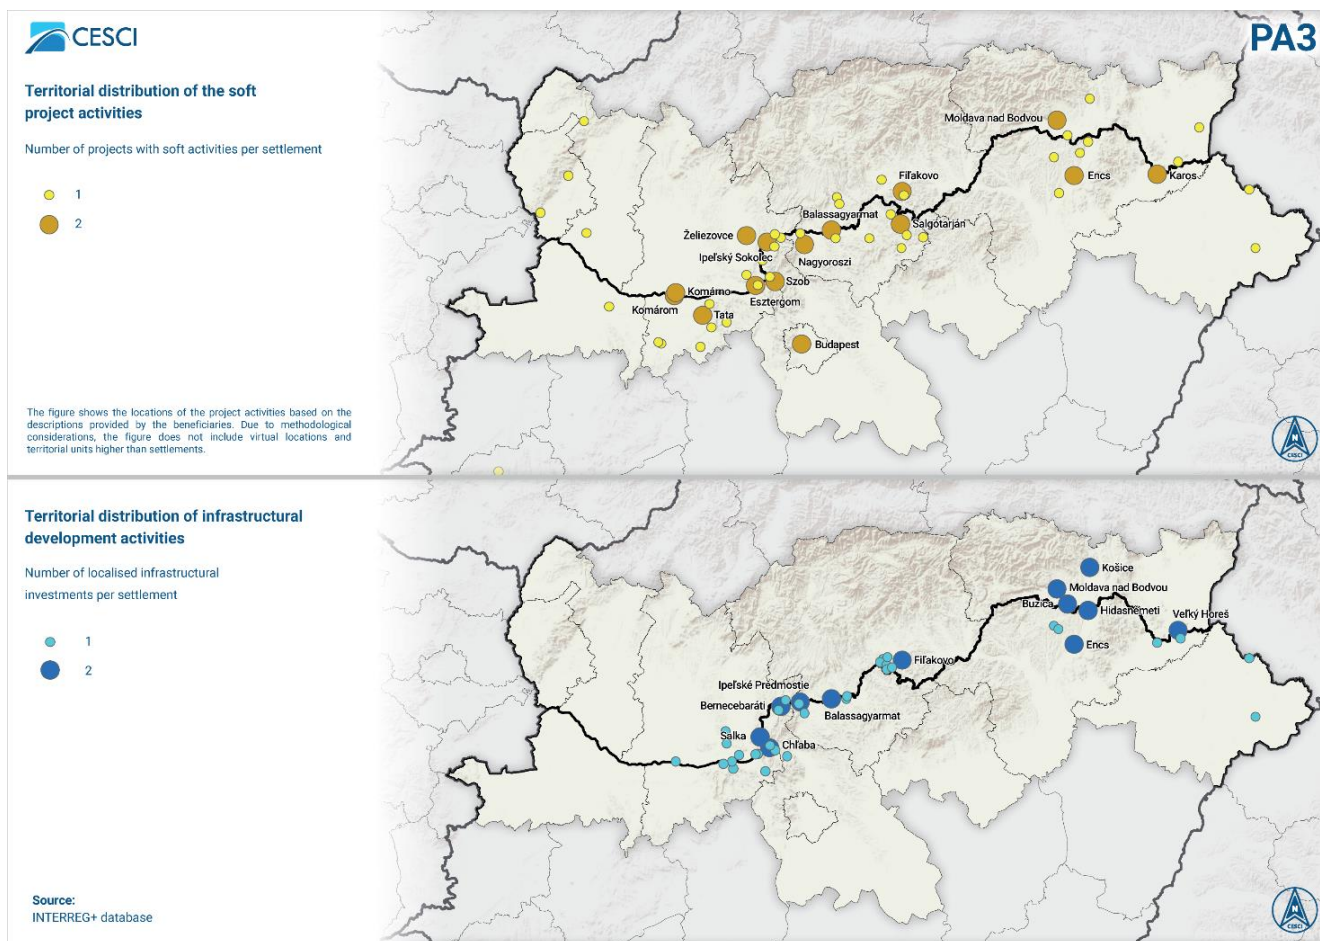 CESCI
PA3
Territorial distribution of the soft
project activities
Number of projects with soft activities per settlement
1
2
The figure shows the locations of the project activities based on the
descriptions provided by the beneficiaries. Due to methodological
considerations, the figure does not include virtual locations and
territorial units higher than settlements.
Moldava nad Bodvou
Fiľakovo
Encs
Karos
Balassagyarmat
Salgótarján
Želiezovce
Ipeľský Sokolec
Nagyoroszi
Szob
Komárno
Esztergom
Komárom
Tata
Budapest
N
CESCI
Territorial distribution of infrastructural
development activities
Number of localised infrastructural
investments per settlement
1
2
Source:
INTERREG+ database
Košice
Moldava nad Bodvou
Buzica
Hidasnémeti
Veľký Horeš
Encs
Fiľakovo
Ipeľské Predmostie
Bernecebaráti
Balassagyarmat
Salka
Chľaba
N
CESCI